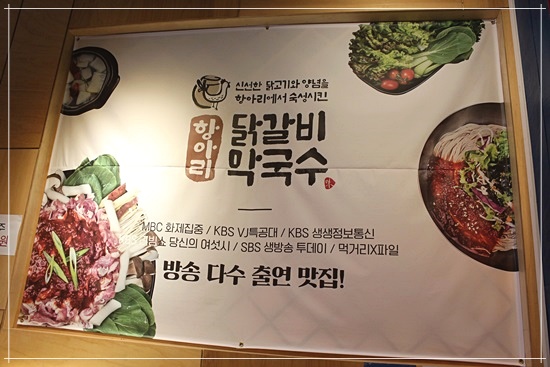 신선한 닭고기와 양념을
항아리에서 숙성시킨
항아리
닭갈비
막국수
MBC 화제집중 / KBS VJ특공대 / KBS 생생정보통신
당신의 여섯시 / SBS 생방송 투데이 / 먹거리X파일
방송 다수 출연 맛집!